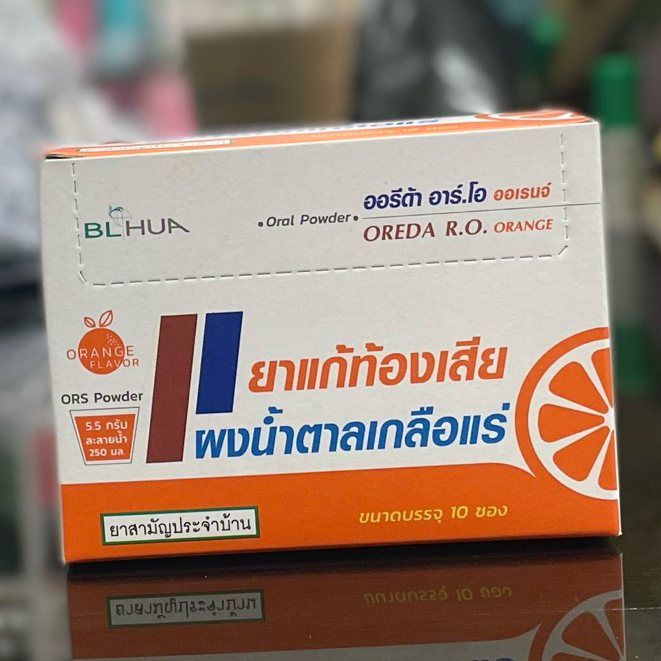 BLHUA
•Oral Powder•
ออรีด้า อาร์.โอ ออเรนจ์
OREDA R.O. ORANGE
ORANGE
FLAVOR
ORS Powder
5.5 กรัม
ละลายน้ำ
250 มล.
ยาแก้ท้องเสีย
ผงน้ำตาลเกลือแร่
ยาสามัญประจำบ้าน
ขนาดบรรจุ 10 ซอง